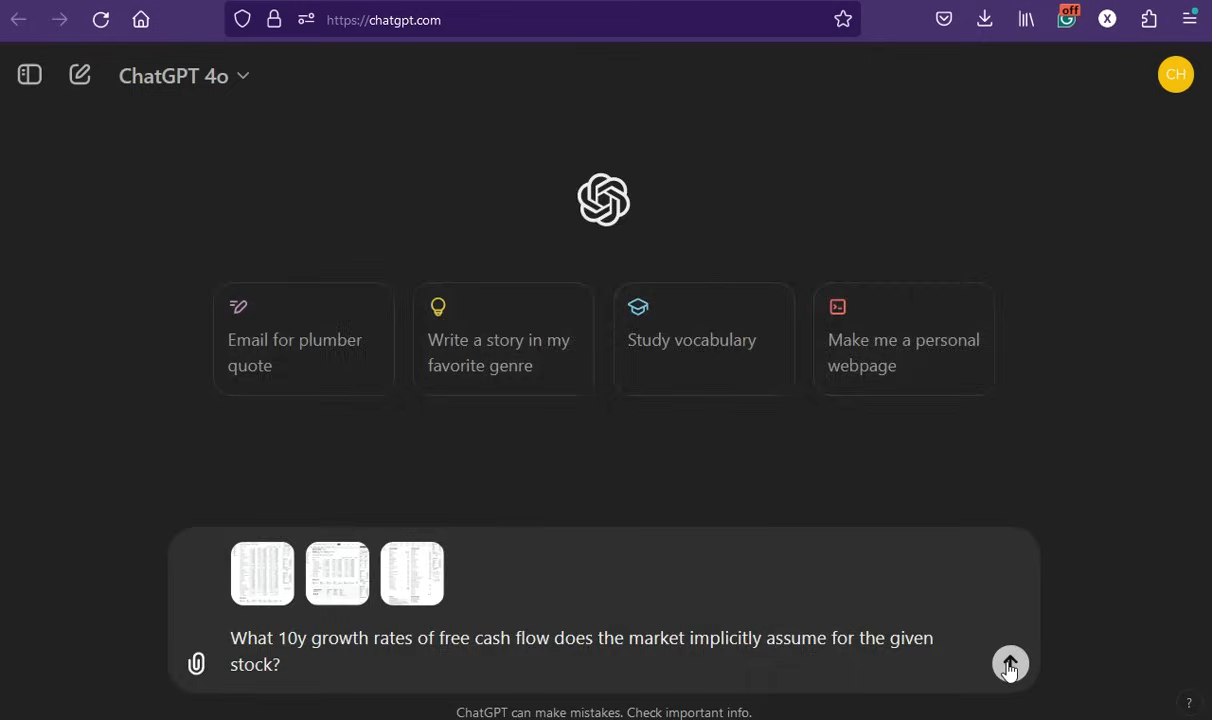 https://chatgpt.com
off
X
ChatGPT 4o
CH
Email for plumber
quote
Write a story in my
favorite genre
Study vocabulary
Make me a personal
webpage
What 10y growth rates of free cash flow does the market implicitly assume for the given
stock?
ChatGPT can make mistakes. Check important info.
?